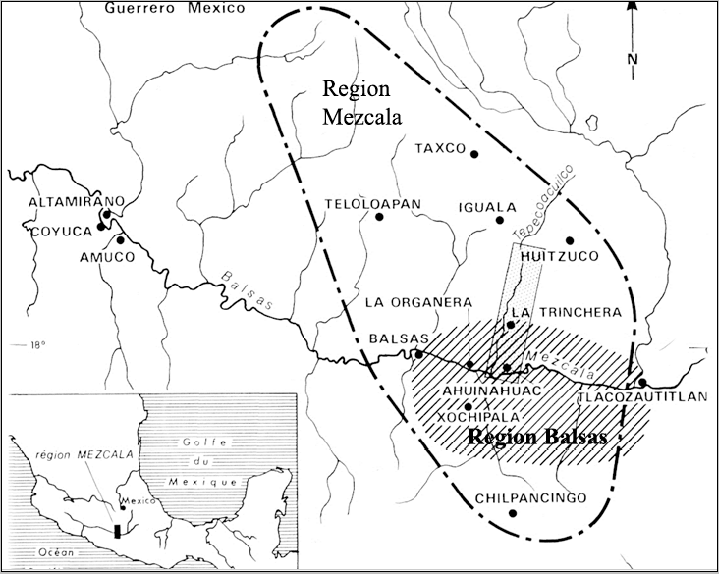 Guerrero Mexico
N
Region
Mezcala
TAXCO
Tepecoacuilco
ALTAMIRANO
TELOLOAPAN
IGUALA
COYUCA
AMUCO
HUITZUCO
Balsas
LA ORGANERA
LA TRINCHERA
18°
BALSAS
Mezcala
AHUINAHUAC
TLACOZAUTITLAN
XOCHIPALA
Region Balsas
CHILPANCINGO
Golfe
du
Mexique
région MEZCALA
Mexico
Océan